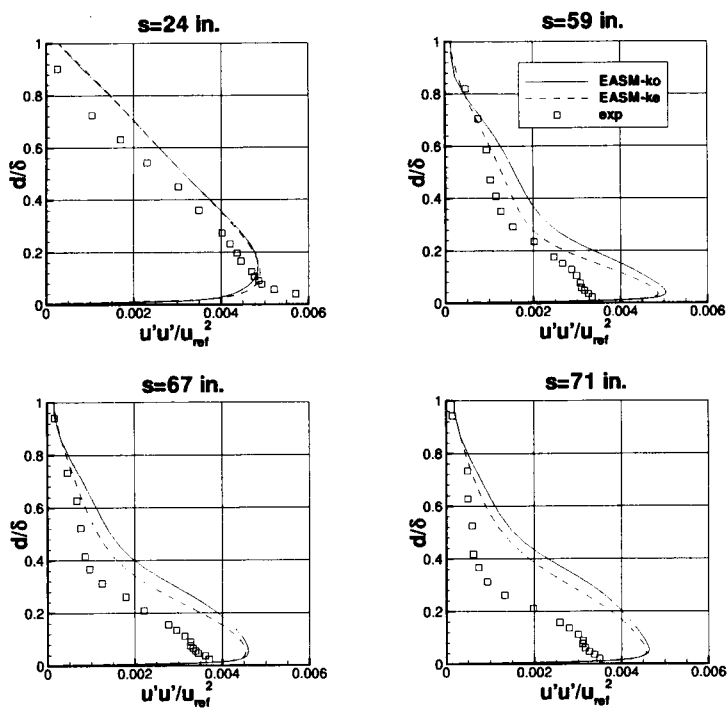 s=24 in.
1
0.8
0.6
0.4
0.2
0
d/δ
0.002 0.004 0.006
u'u'/u_ref^2
s=59 in.
EASM-ko
EASM-ke
exp
1
0.8
0.6
0.4
0.2
0
d/δ
0 0.002 0.004 0.006
u'u'/u_ref^2
s=67 in.
1
0.8
0.6
0.4
0.2
0
d/δ
0 0.002 0.004 0.006
u'u'/u_ref^2
s=71 in.
1
0.8
0.6
0.4
0.2
0
d/δ
0 0.002 0.004 0.006
u'u'/u_ref^2